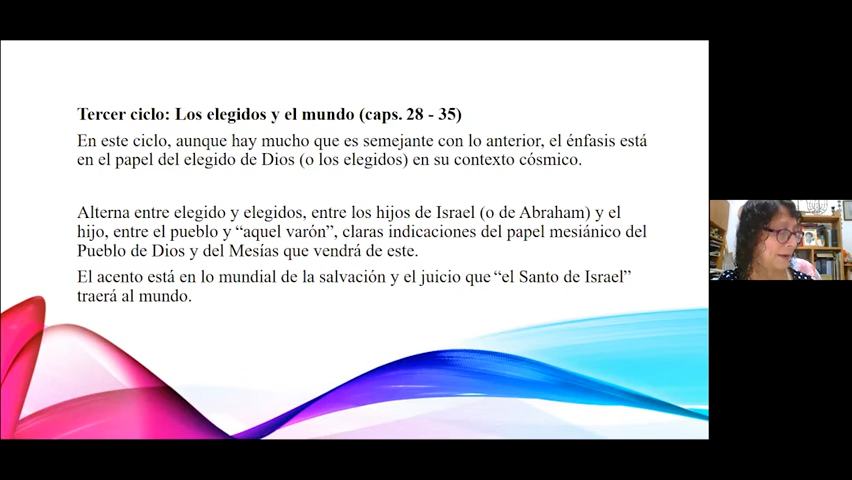 Tercer ciclo: Los elegidos y el mundo (caps. 28 - 35)
En este ciclo, aunque hay mucho que es semejante con lo anterior, el énfasis está
en el papel del elegido de Dios (o los elegidos) en su contexto cósmico.
Alterna entre elegido y elegidos, entre los hijos de Israel (o de Abraham) y el
hijo, entre el pueblo y “aquel varón”, claras indicaciones del papel mesiánico del
Pueblo de Dios y del Mesías que vendrá de este.
El acento está en lo mundial de la salvación y el juicio que “el Santo de Israel”
traerá al mundo.